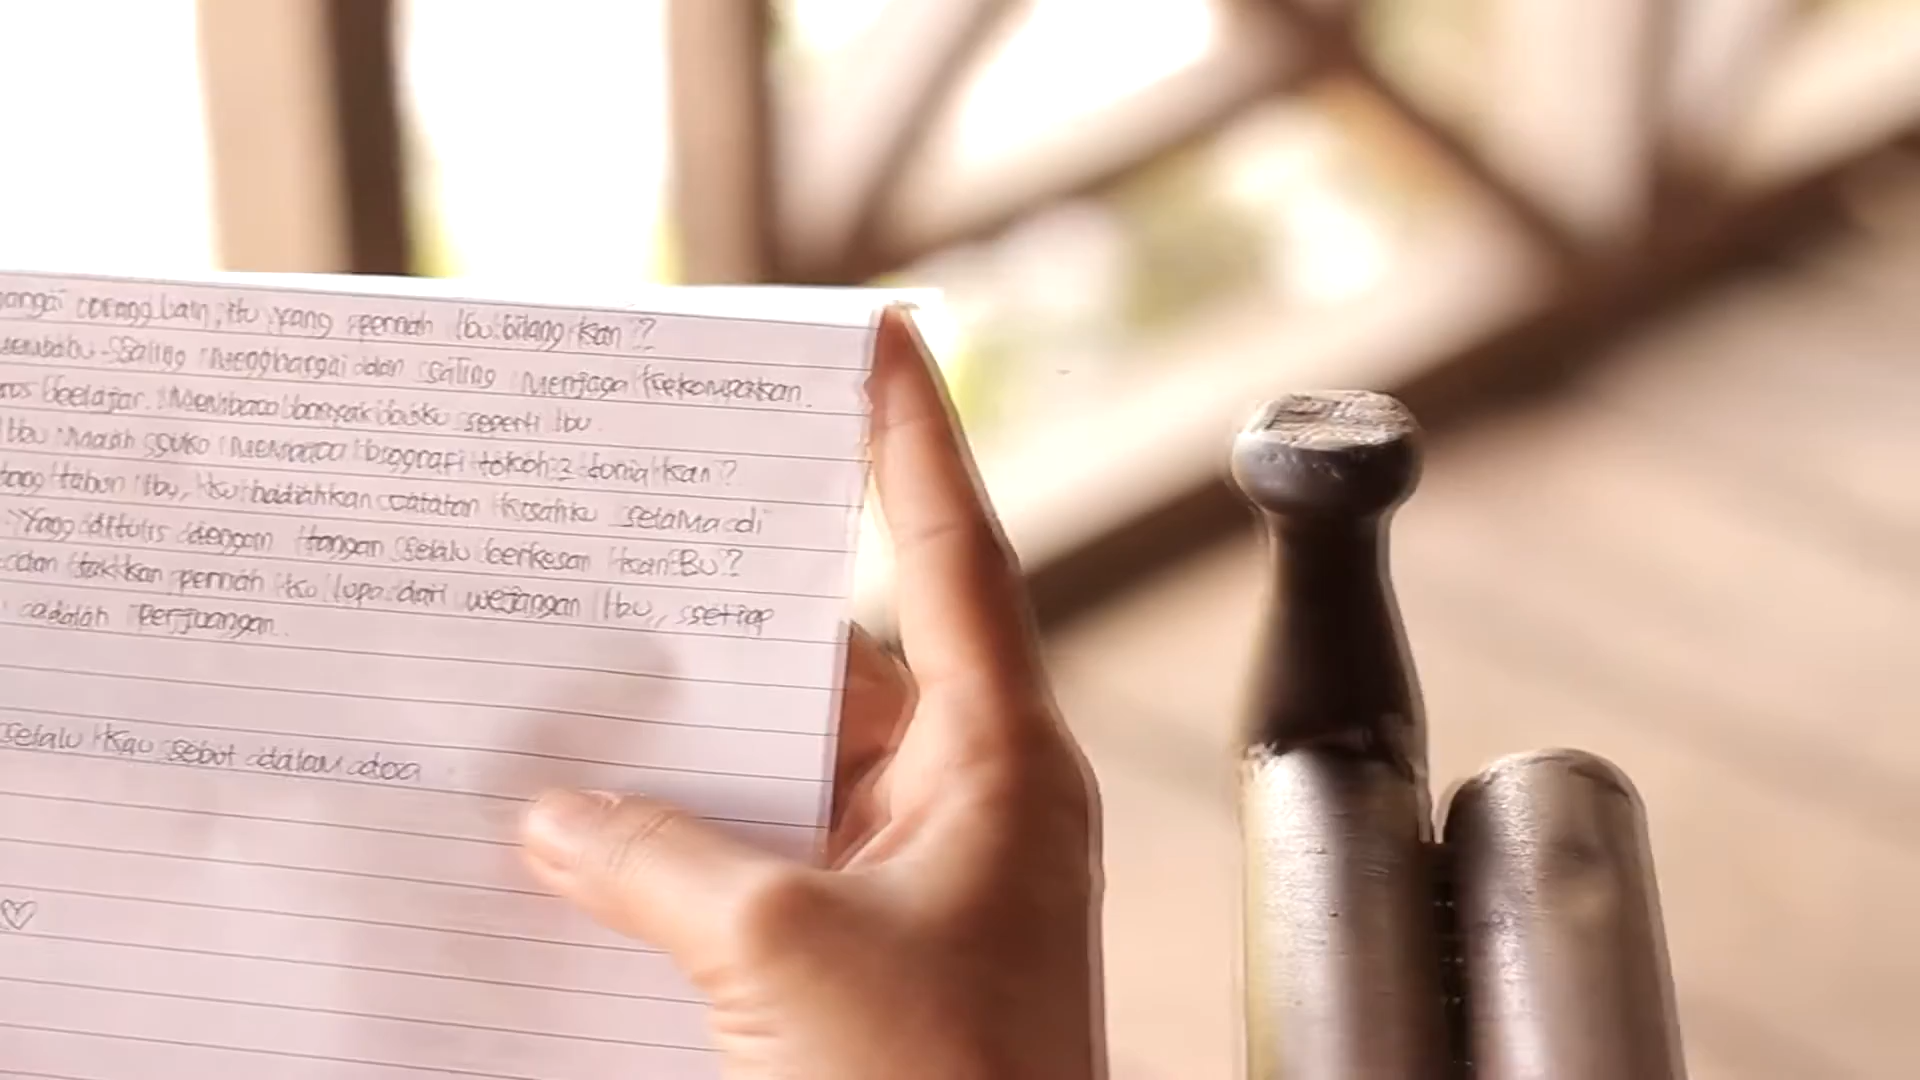 orang lain, itu yang pernah Ibu bilang kan?
saling menghargai dan saling menjaga kekompakan.
belajar. Membaca banyak buku seperti Ibu.
Ibu masih suka membaca biografi tokoh2 dunia kan?
tahun Ibu, ku hadiahkan catatan kisahku selama di
Yang ditulis dengan tangan selalu berkesan kan Bu?
dan takkan pernah ku lupa dari wejangan Ibu, setiap
adalah perjuangan.
selalu kau sebut dalam doa